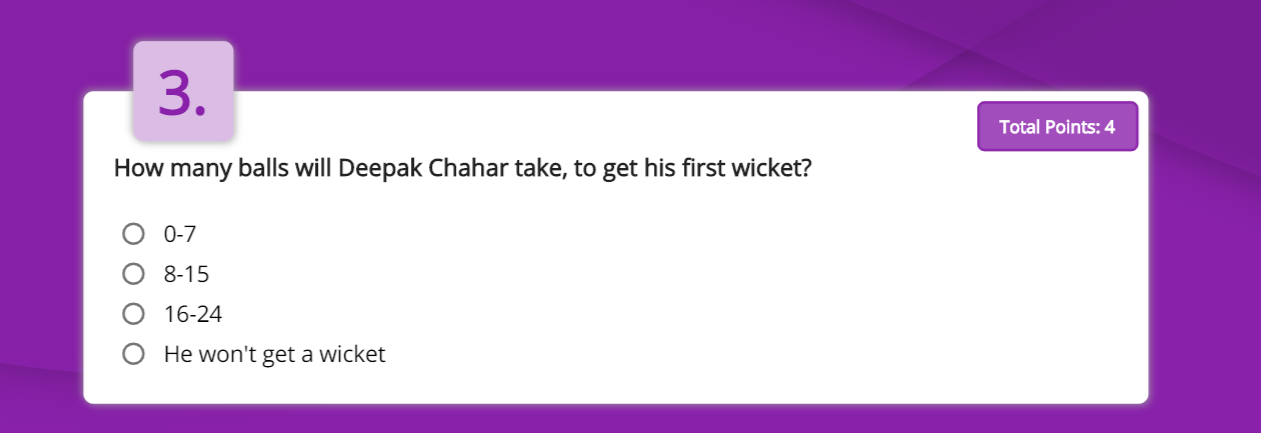 3.
Total Points: 4
How many balls will Deepak Chahar take, to get his first wicket?
0-7
8-15
16-24
He won't get a wicket